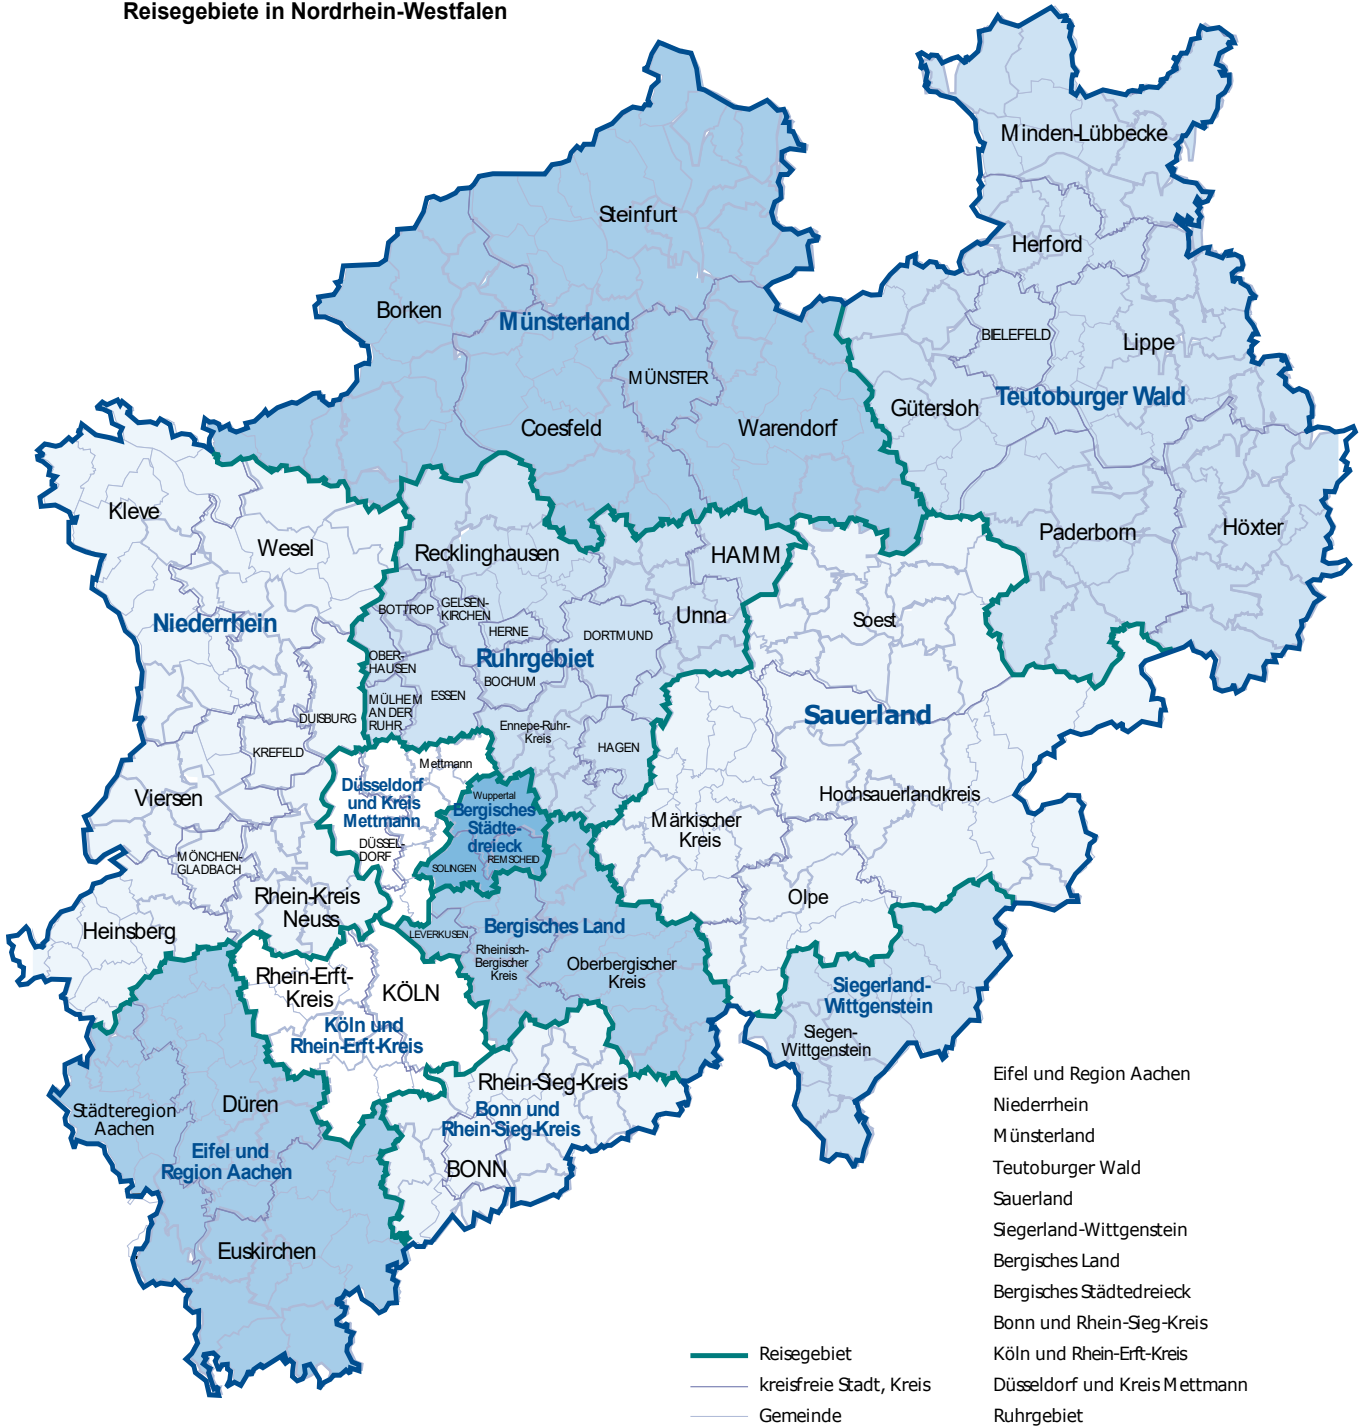 Reisegebiete in Nordrhein-Westfalen
Minden-Lübbecke
Steinfurt
Herford
Borken
Münsterland
BIELEFELD
Lippe
MÜNSTER
Teutoburger Wald
Gütersloh
Coesfeld
Warendorf
Kleve
Wesel
Recklinghausen
HAMM
Paderborn
Höxter
BOTTROP
GELSEN-
KIRCHEN
Niederrhein
HERNE
DORTMUND
Unna
Soest
OBER-
HAUSEN
Ruhrgebiet
BOCHUM
ESSEN
MÜLHEIM
AN DER
RUHR
DUISBURG
Sauerland
Ennepe-Ruhr-
Kreis
HAGEN
KREFELD
Mettmann
Düsseldorf
und Kreis
Mettmann
Viersen
Wuppertal
Bergisches
Städte-
dreieck
Hochsauerlandkreis
Märkischer
Kreis
DÜSSEL-
DORF
MÖNCHEN-
GLADBACH
SOLINGEN
REMSCHEID
Rhein-Kreis
Neuss
Olpe
Heinsberg
LEVERKUSEN
Bergisches Land
Rheinisch-
Bergischer
Kreis
Oberbergischer
Kreis
Rhein-Erft-
Kreis
KÖLN
Siegerland-
Wittgenstein
Köln und
Rhein-Erft-Kreis
Siegen-
Wittgenstein
Rhein-Sieg-Kreis
Städteregion
Aachen
Düren
Bonn und
Rhein-Sieg-Kreis
Eifel und
Region Aachen
BONN
Euskirchen
Eifel und Region Aachen
Niederrhein
Münsterland
Teutoburger Wald
Sauerland
Siegerland-Wittgenstein
Bergisches Land
Bergisches Städtedreieck
Bonn und Rhein-Sieg-Kreis
Köln und Rhein-Erft-Kreis
Düsseldorf und Kreis Mettmann
Ruhrgebiet
Reisegebiet
kreisfreie Stadt, Kreis
Gemeinde